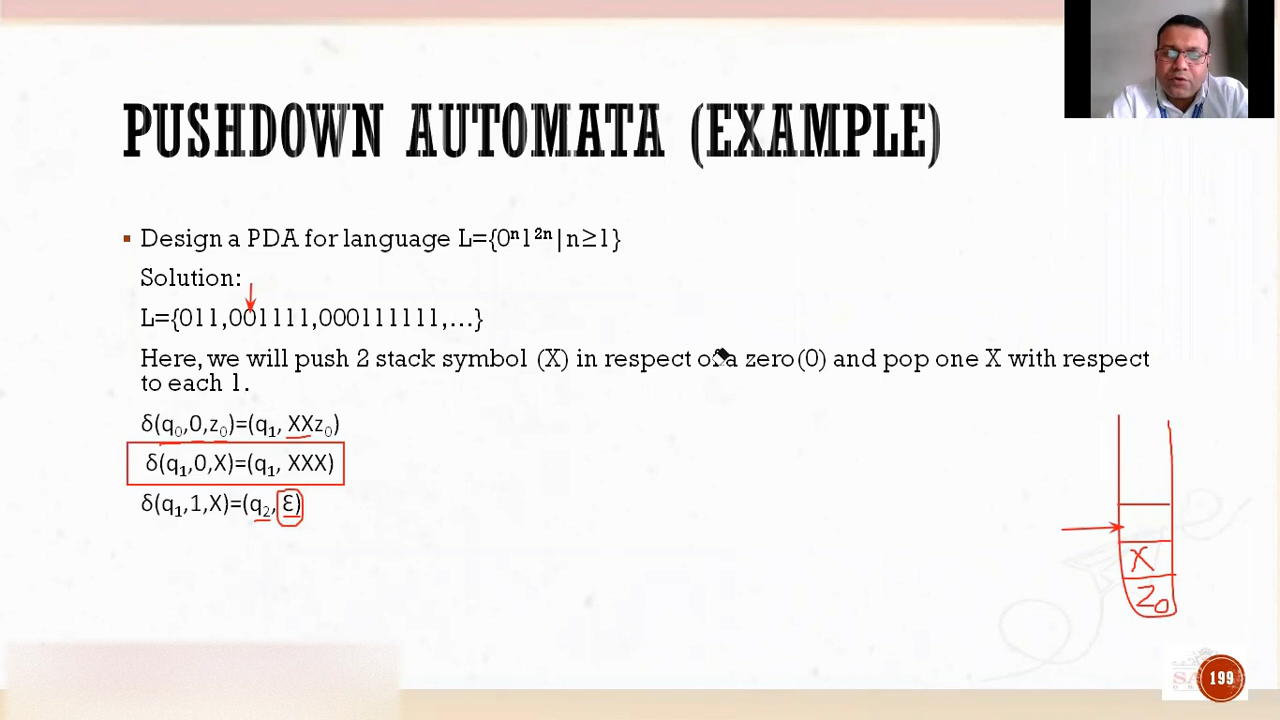 PUSHDOWN AUTOMATA (EXAMPLE)
▪ Design a PDA for language L={0ⁿ1²ⁿ|n≥1}
Solution:
L={011,001111,000111111,...}
Here, we will push 2 stack symbol (X) in respect of a zero(0) and pop one X with respect
to each 1.
δ(q₀,0,z₀)=(q₁, XXz₀)
δ(q₁,0,X)=(q₁, XXX)
δ(q₁,1,X)=(q₂, ε)
X
Z₀
199